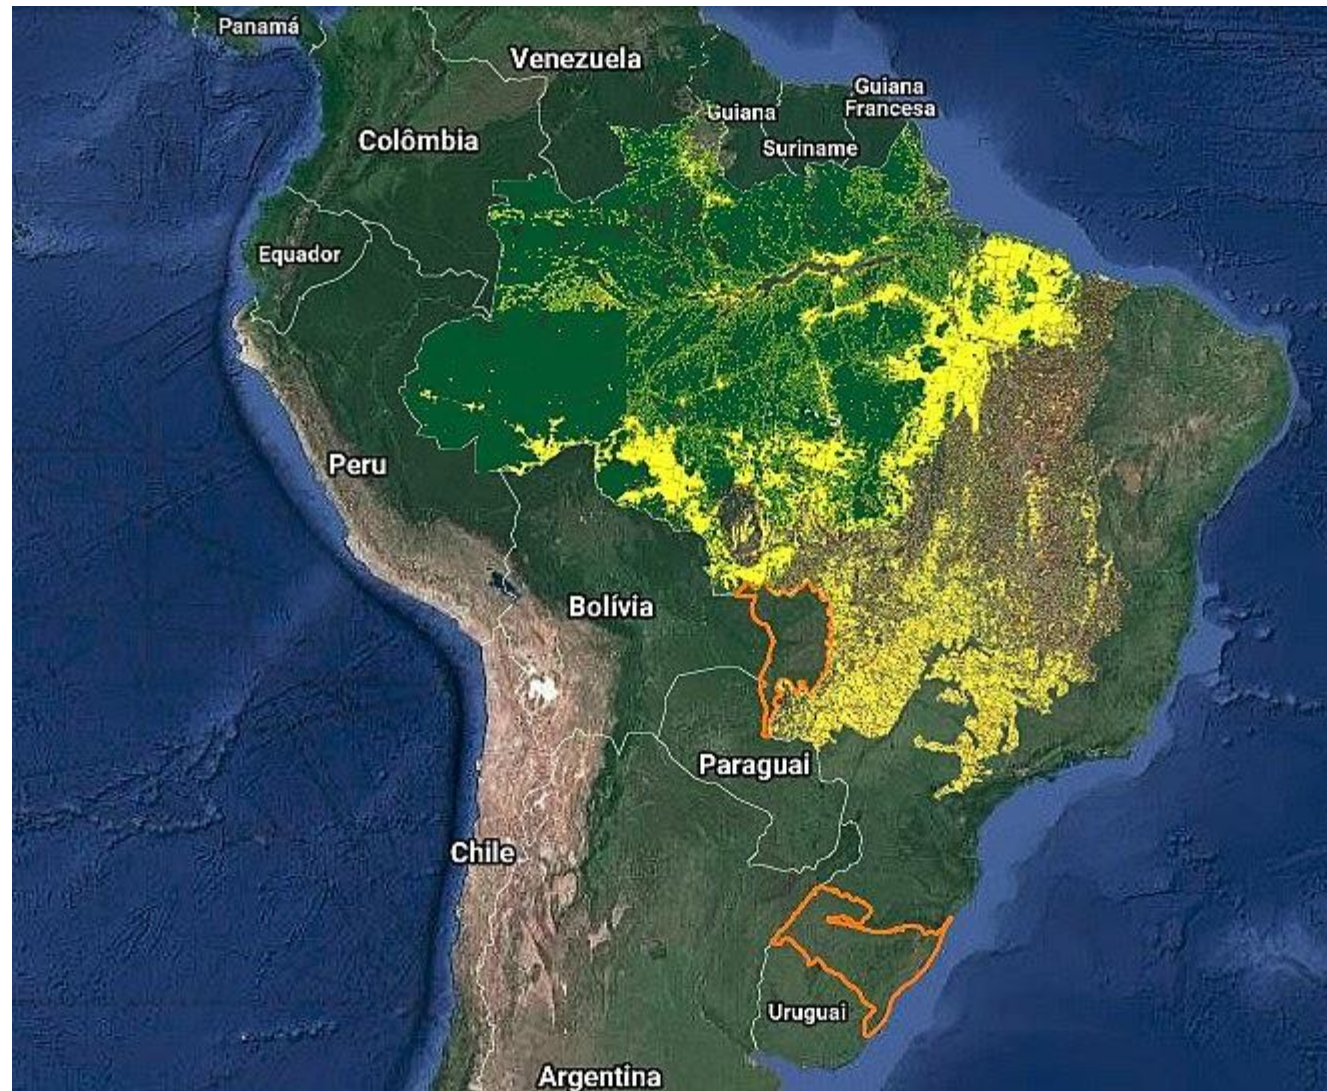 Panamá
Venezuela
Guiana
Francesa
Guiana
Colômbia
Suriname
Equador
Peru
Bolívia
Paraguai
Chile
Uruguai
Argentina